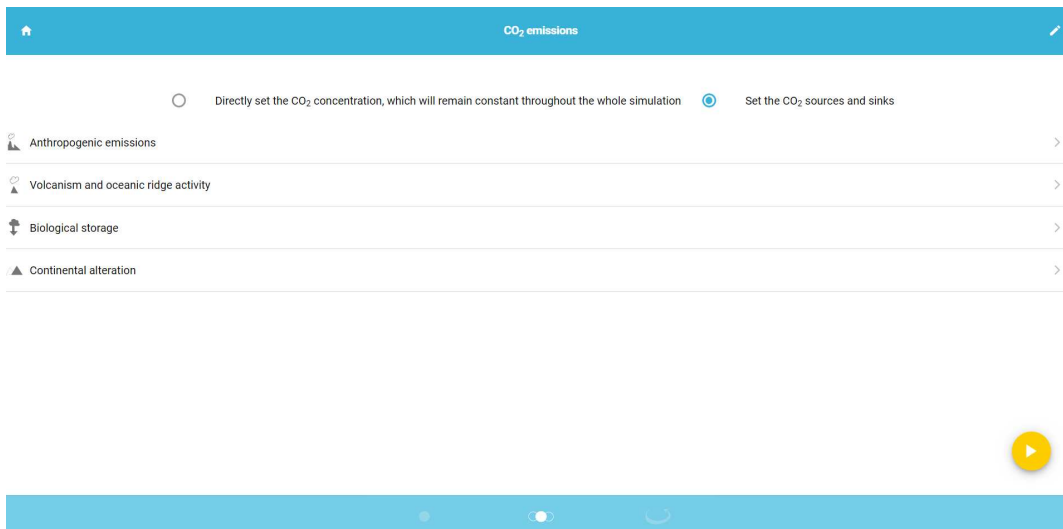 CO₂ emissions
Directly set the CO₂ concentration, which will remain constant throughout the whole simulation
Set the CO₂ sources and sinks
Anthropogenic emissions
Volcanism and oceanic ridge activity
Biological storage
Continental alteration